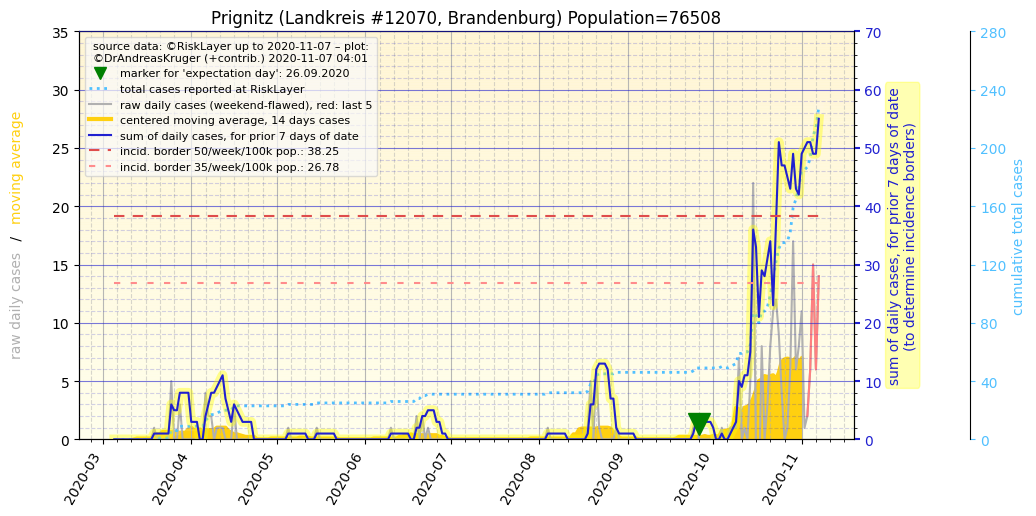 Prignitz (Landkreis #12070, Brandenburg) Population=76508
source data: ©RiskLayer up to 2020-11-07 – plot:
©DrAndreasKruger (+contrib.) 2020-11-07 04:01
marker for 'expectation day': 26.09.2020
total cases reported at RiskLayer
raw daily cases (weekend-flawed), red: last 5
centered moving average, 14 days cases
sum of daily cases, for prior 7 days of date
incid. border 50/week/100k pop.: 38.25
incid. border 35/week/100k pop.: 26.78
raw daily cases / moving average
35
30
25
20
15
10
5
0
2020-03
2020-04
2020-05
2020-06
2020-07
2020-08
2020-09
2020-10
2020-11
70
60
50
40
30
20
10
0
sum of daily cases, for prior 7 days of date
(to determine incidence borders)
280
240
200
160
120
80
40
0
cumulative total cases